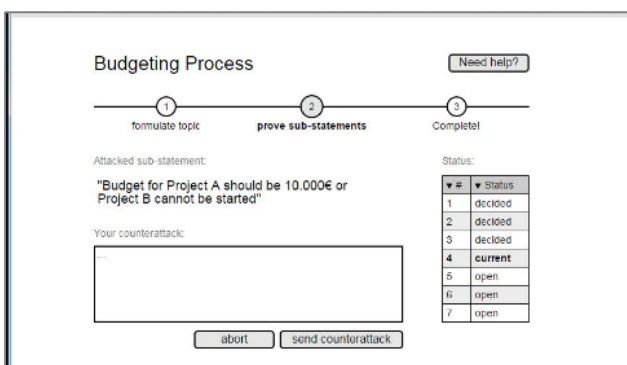 Budgeting Process
Need help?
1
2
3
formulate topic
prove sub-statements
Complete!
Attacked sub-statement:
"Budget for Project A should be 10.000€ or
Project B cannot be started"
Your counterattack:
...
abort
send counterattack
Status:
▼ # ▼ Status
1 decided
2 decided
3 decided
4 current
5 open
6 open
7 open